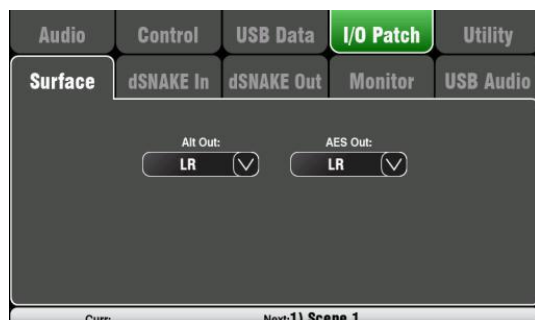 Audio Control USB Data I/O Patch Utility
Surface dSNAKE In dSNAKE Out Monitor USB Audio
Alt Out: AES Out:
LR LR
Curr: Next:1) Scene 1